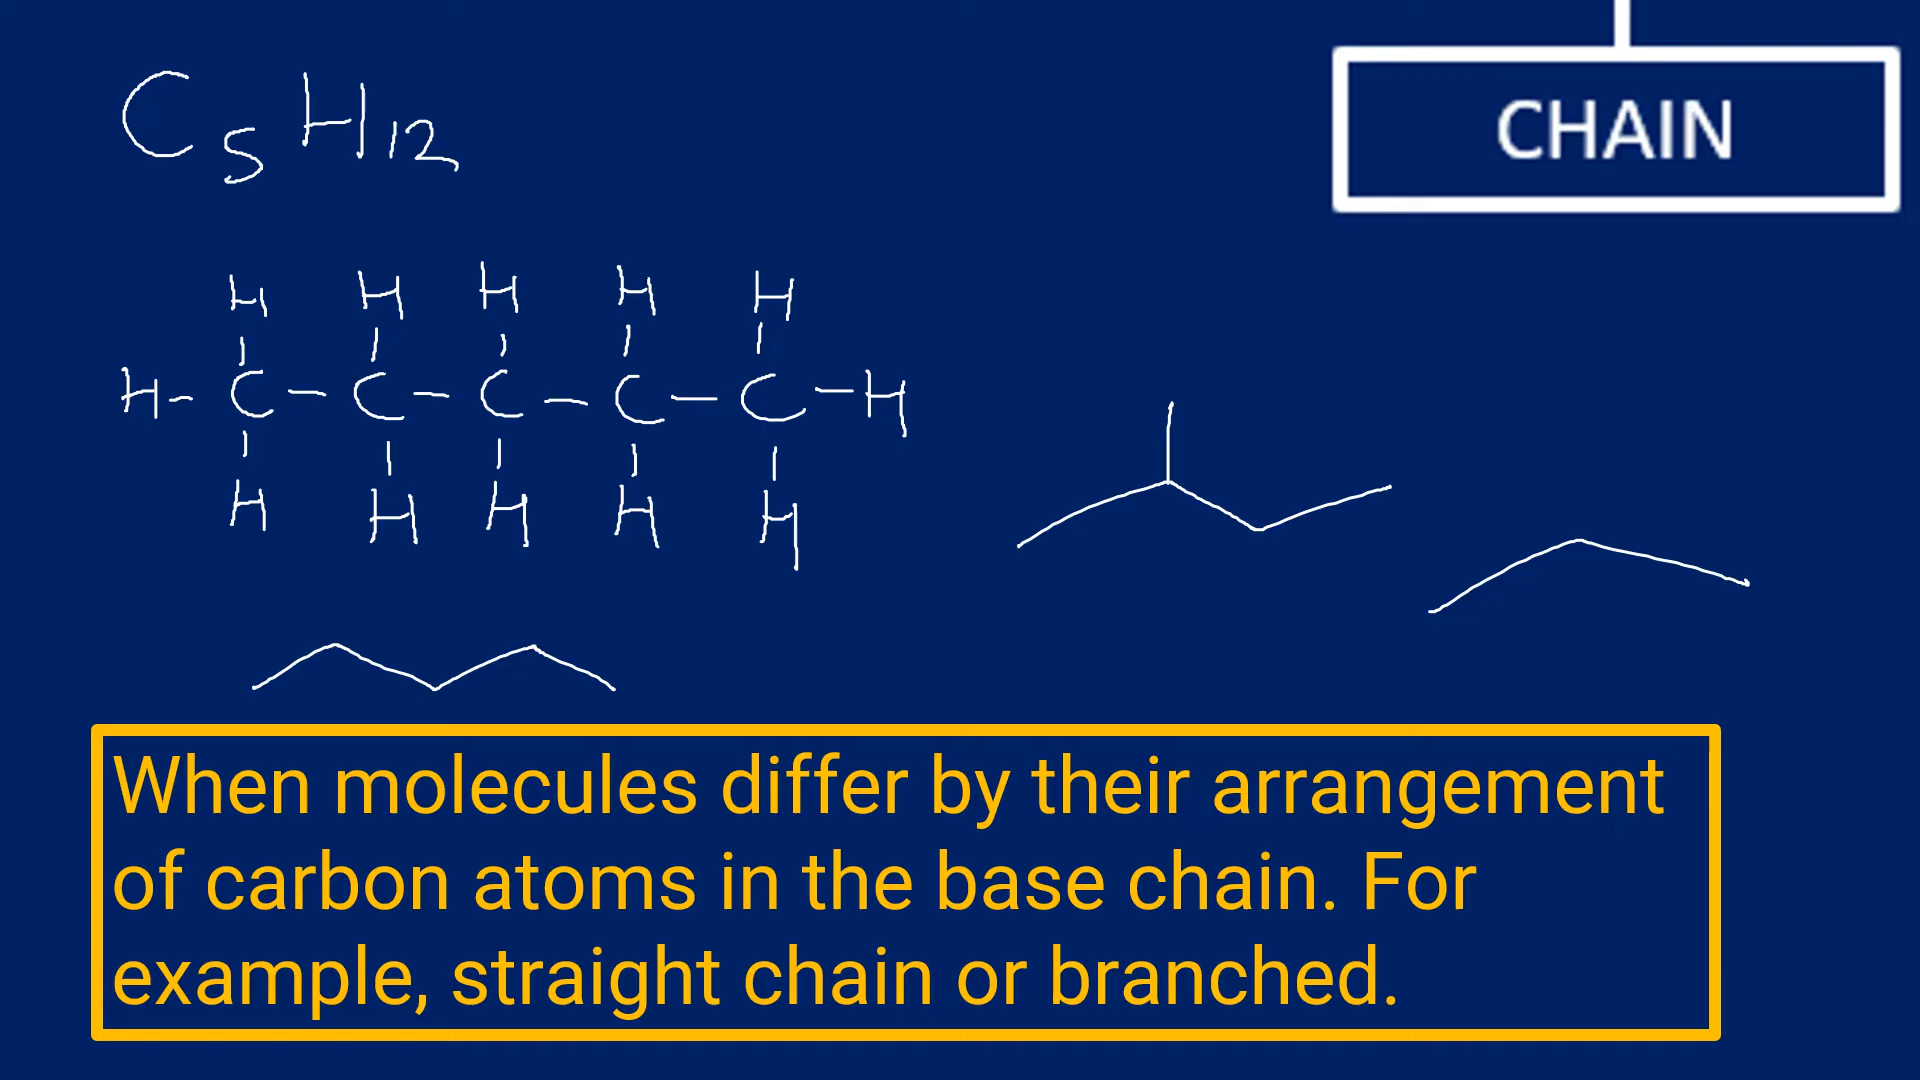 C5H12
CHAIN
H H H H H
H-C-C-C-C-C-H
H H H H H
When molecules differ by their arrangement
of carbon atoms in the base chain. For
example, straight chain or branched.